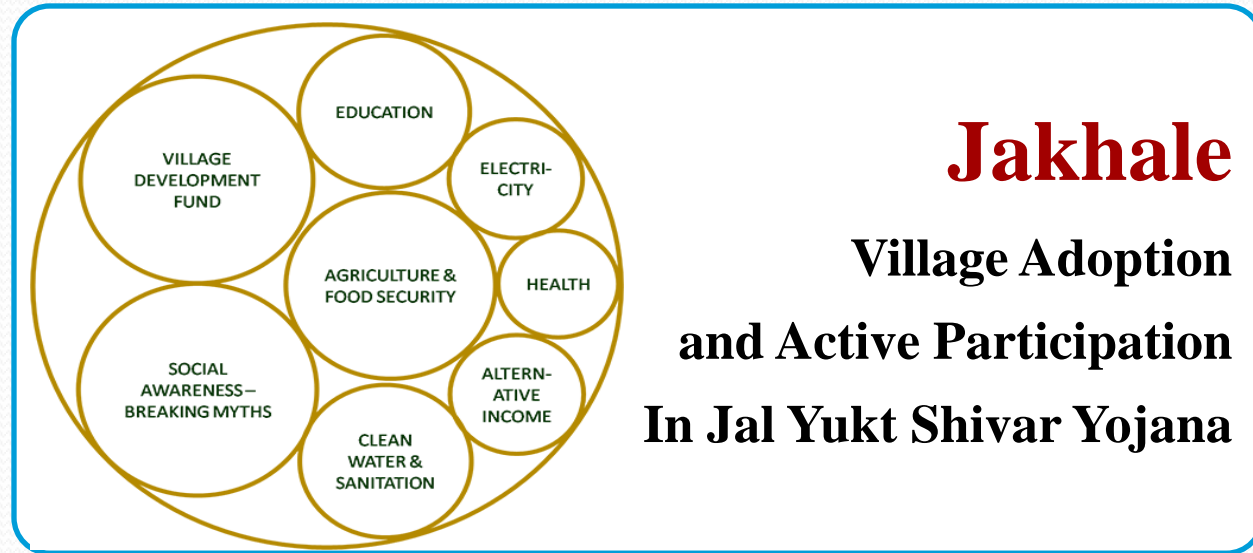 EDUCATION
VILLAGE
DEVELOPMENT
FUND
ELECTRI-
CITY
AGRICULTURE &
FOOD SECURITY
HEALTH
SOCIAL
AWARENESS–
BREAKING MYTHS
ALTERN-
ATIVE
INCOME
CLEAN
WATER &
SANITATION
Jakhale
Village Adoption
and Active Participation
In Jal Yukt Shivar Yojana